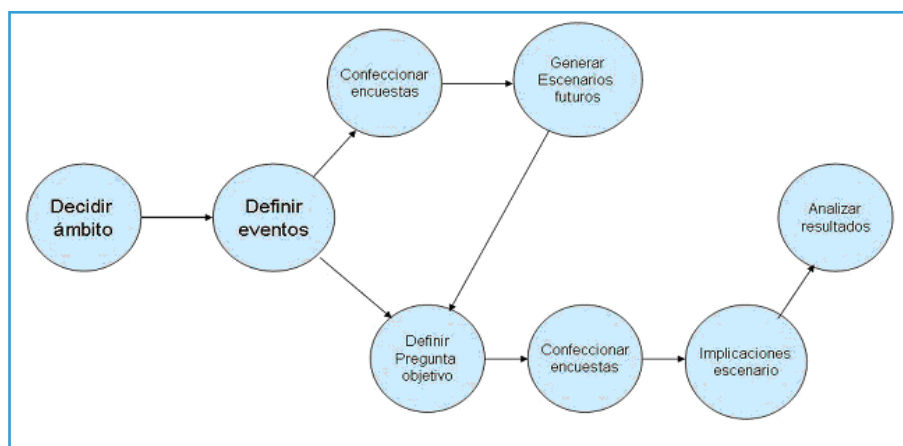 Confeccionar
encuestas
Generar
Escenarios
futuros
Decidir
ámbito
Definir
eventos
Analizar
resultados
Definir
Pregunta
objetivo
Confeccionar
encuestas
Implicaciones
escenario